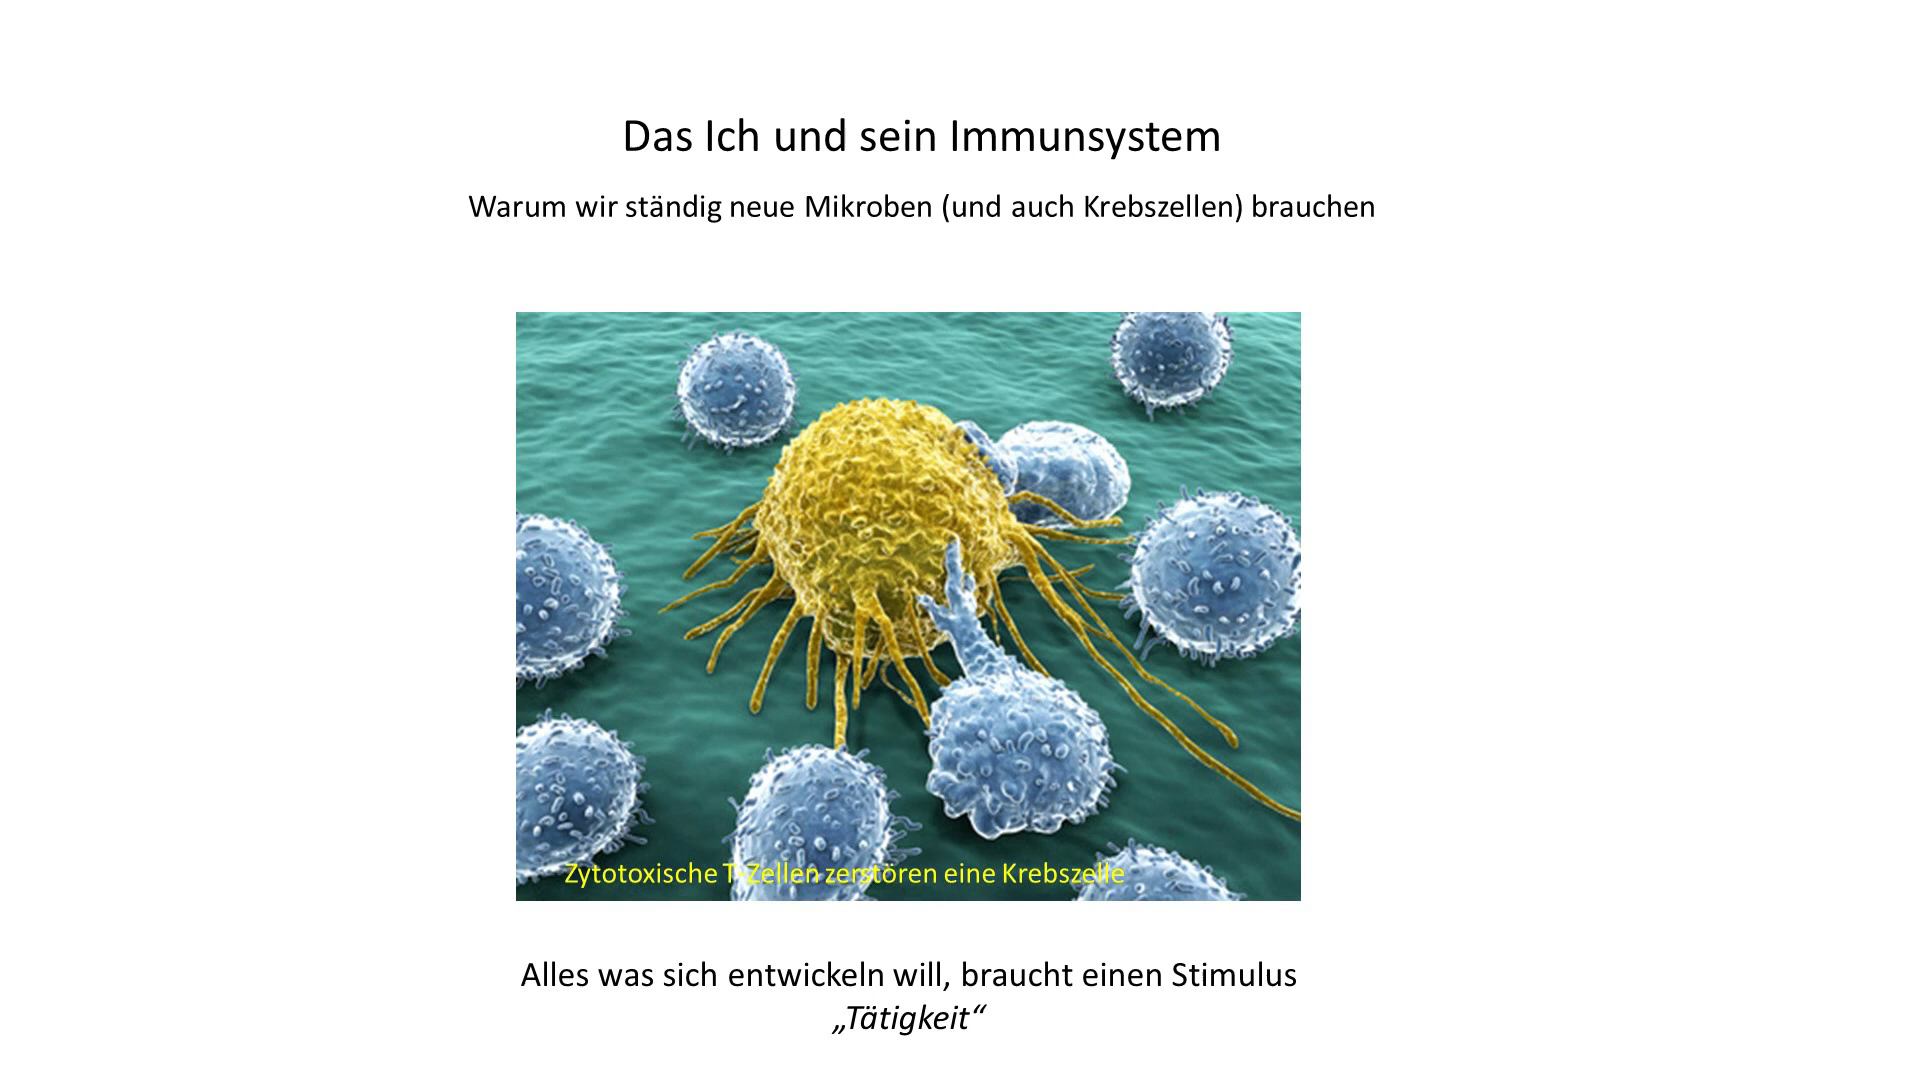 Das Ich und sein Immunsystem
Warum wir ständig neue Mikroben (und auch Krebszellen) brauchen
Zytotoxische T-Zellen zerstören eine Krebszelle
Alles was sich entwickeln will, braucht einen Stimulus
„Tätigkeit“